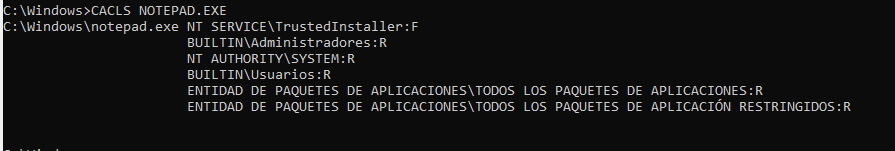 C:\Windows>CACLS NOTEPAD.EXE
C:\Windows\notepad.exe NT SERVICE\TrustedInstaller:F
BUILTIN\Administradores:R
NT AUTHORITY\SYSTEM:R
BUILTIN\Usuarios:R
ENTIDAD DE PAQUETES DE APLICACIONES\TODOS LOS PAQUETES DE APLICACIONES:R
ENTIDAD DE PAQUETES DE APLICACIONES\TODOS LOS PAQUETES DE APLICACIÓN RESTRINGIDOS:R